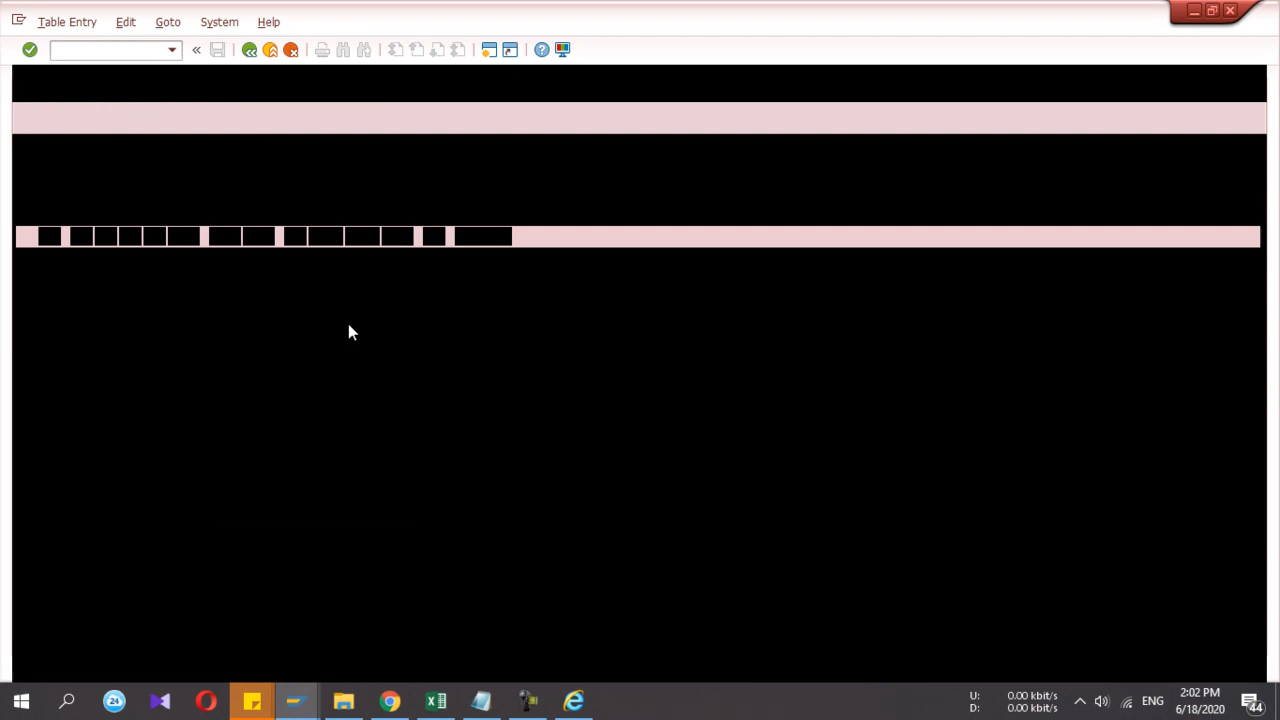 Table Entry Edit Goto System Help
24
U: 0.00 kbit/s
D: 0.00 kbit/s
ENG
2:02 PM
6/18/2020
44